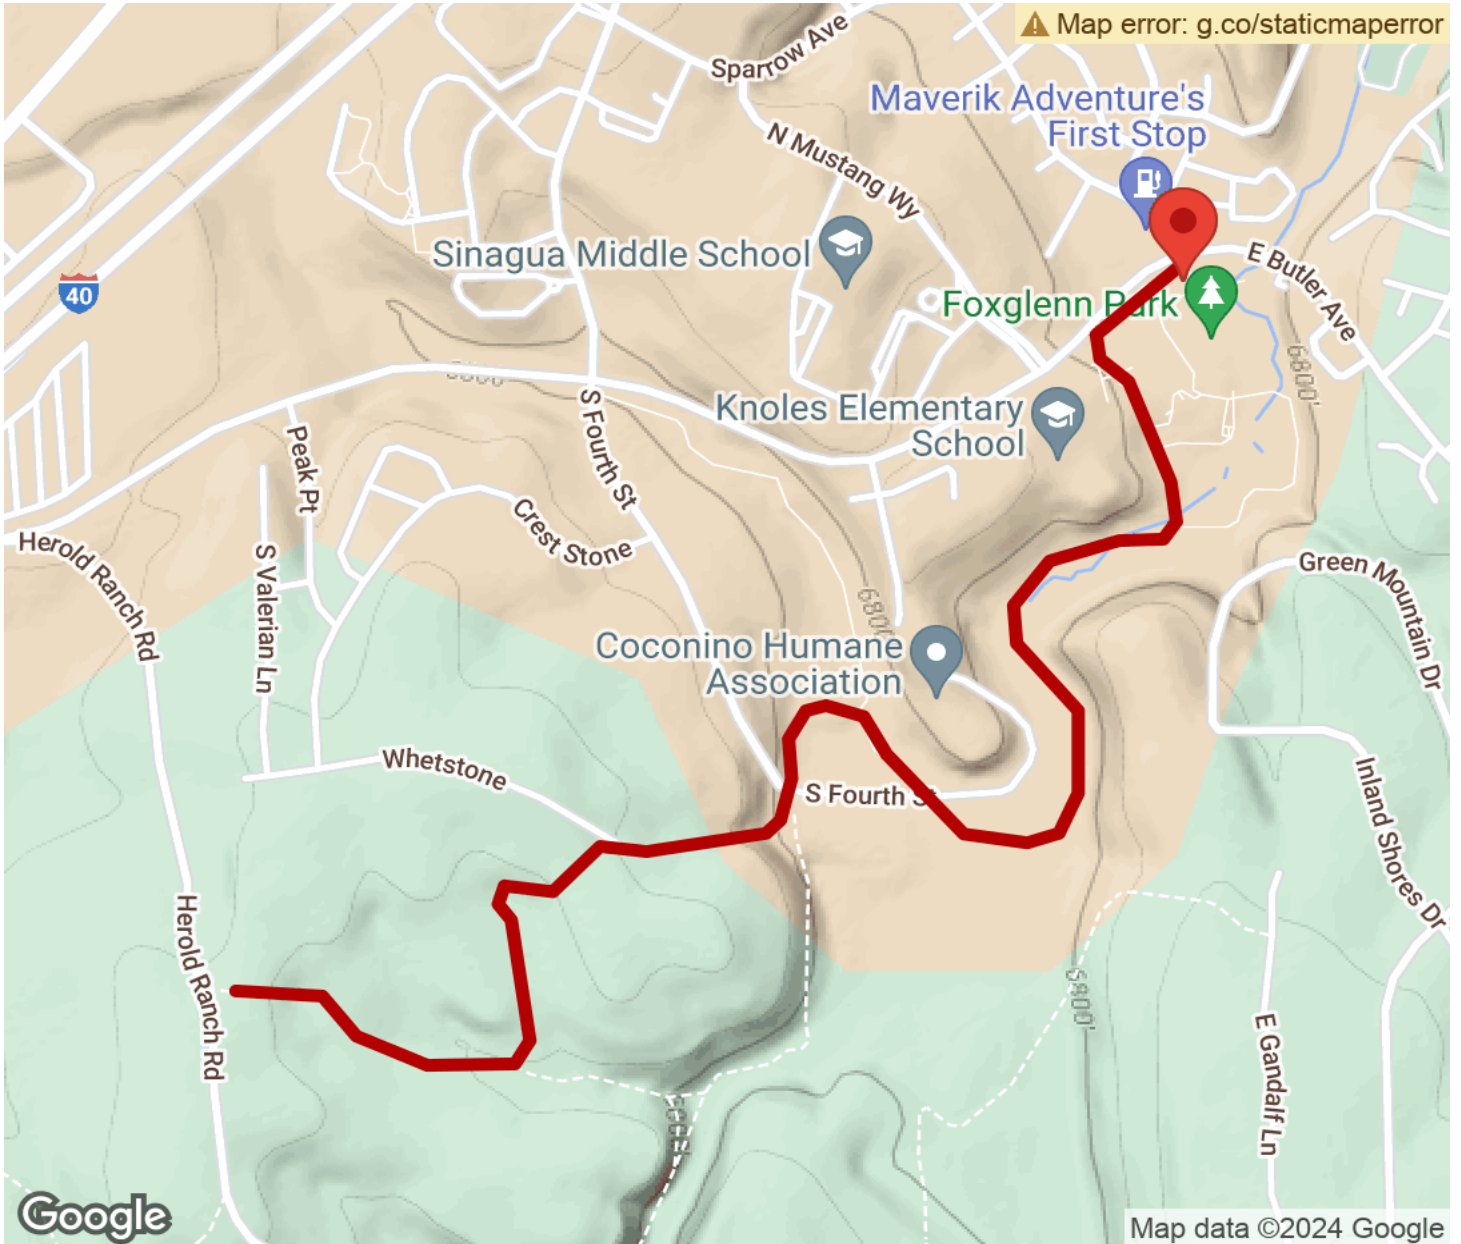 Map error: g.co/staticmaperror
Sparrow Ave
Maverik Adventure's
First Stop
N Mustang Wy
Sinagua Middle School
E Butler Ave
40
Foxglenn Park
6800'
Knoles Elementary
School
S Fourth St
Peak Pt
Crest Stone
Herold Ranch Rd
S Valerian Ln
Green Mountain Dr
Coconino Humane
Association
Whetstone
S Fourth St
Inland Shores Dr
Herold Ranch Rd
6800'
E Gandalf Ln
Google
Map data ©2024 Google